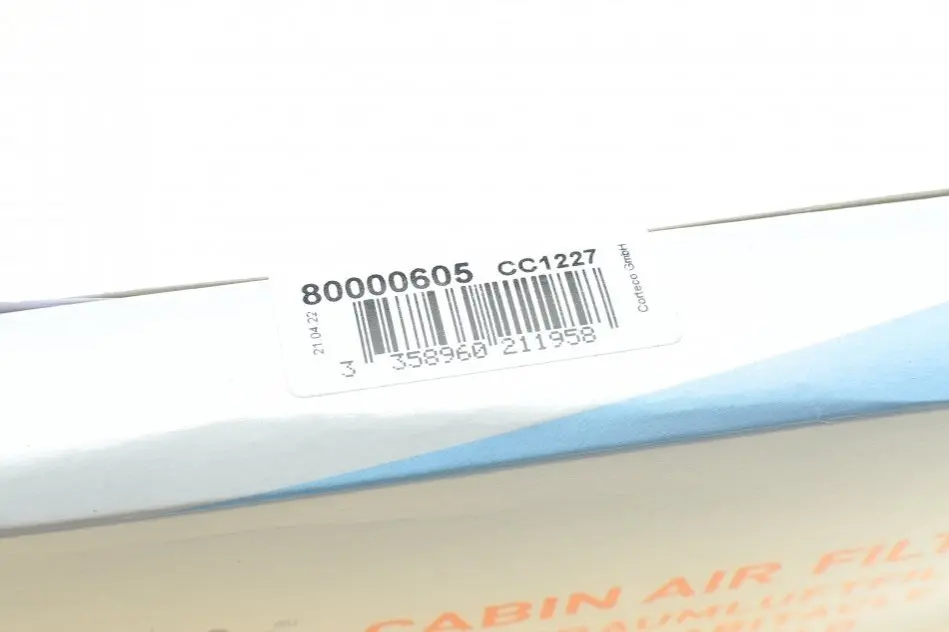 80000605 CC1227
21.04.22
Corteco GmbH
3 358960 211958
CABIN AIR FILT